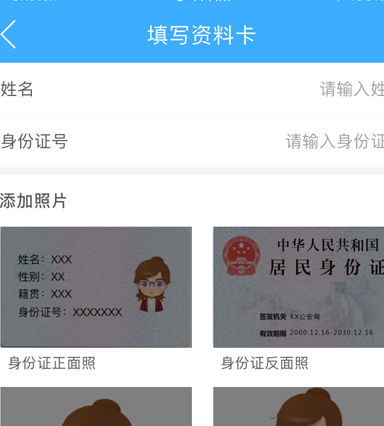 填写资料卡
姓名
请输入姓
身份证号
请输入身份证
添加照片
姓名：XXX
性别：XX
籍贯：XXX
身份证号：XXXXXXX
中华人民共和国
居民身份证
签发机关 XX公安局
有效期限 2000.12.16-2030.12.16
身份证正面照
身份证反面照